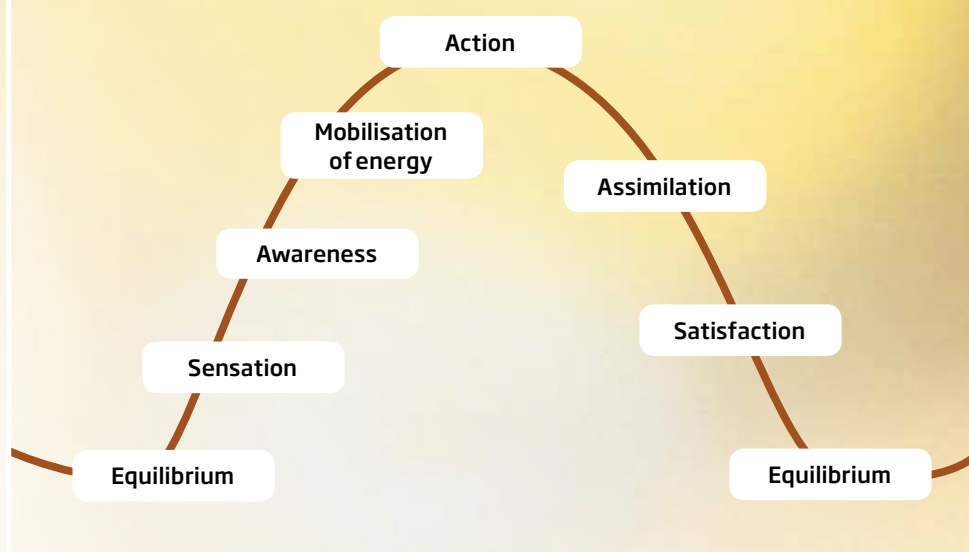 Action
Mobilisation
of energy
Assimilation
Awareness
Satisfaction
Sensation
Equilibrium
Equilibrium